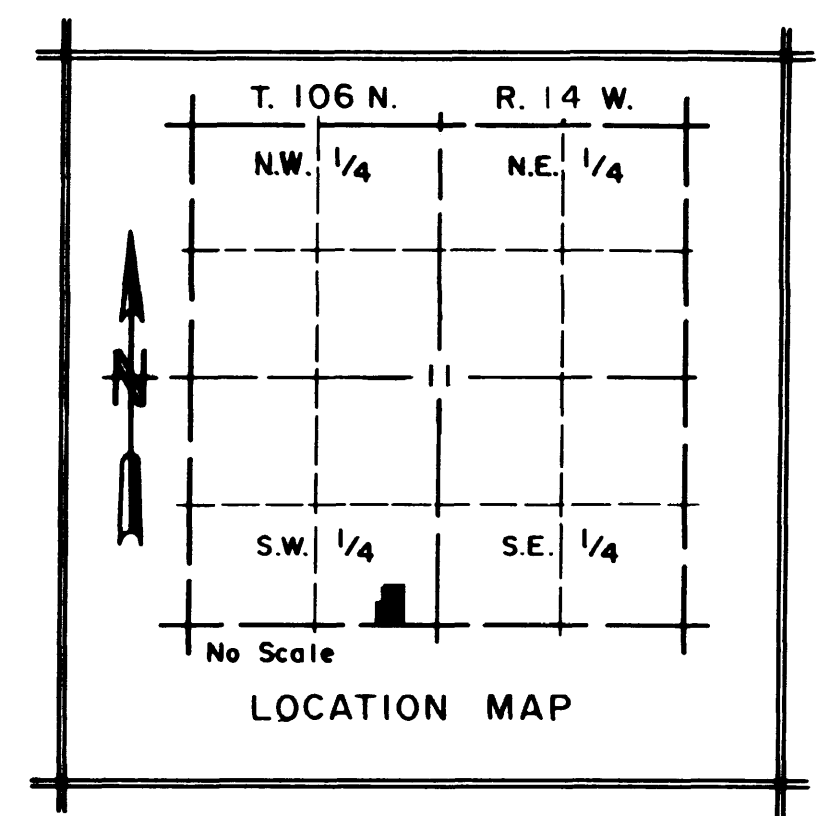 T. 106 N. R. 14 W.
N.W. 1/4 N.E. 1/4
N
11
S.W. 1/4 S.E. 1/4
No Scale
LOCATION MAP